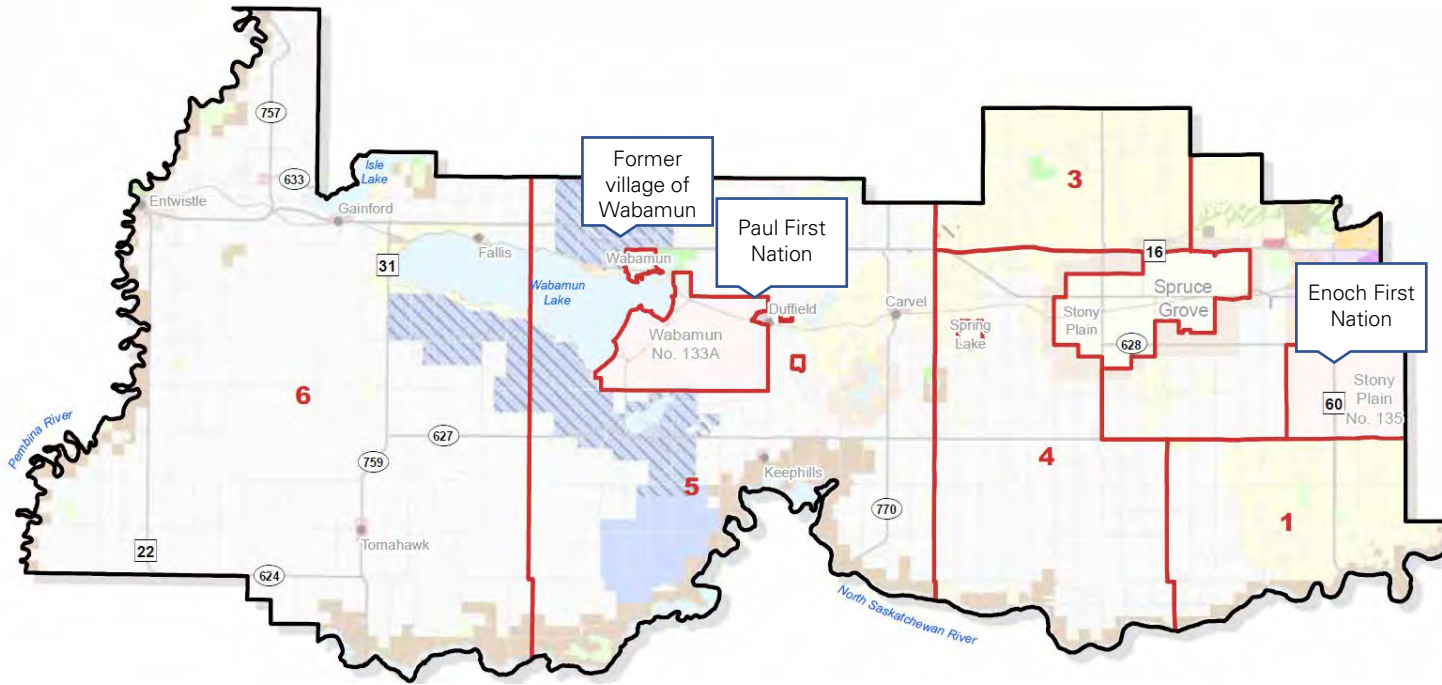 757
633
Isle
Lake
Entwistle
Gainford
31
Fallis
Former
village of
Wabamun
Wabamun
Paul First
Nation
Wabamun
Lake
Wabamun
No. 133A
Duffield
Carvel
3
16
Spruce
Grove
Stony
Plain
Spring
Lake
628
Enoch First
Nation
Stony
Plain
No. 135
60
6
Pembina River
627
759
Tomahawk
22
624
5
Keephills
770
4
1
North Saskatchewan River